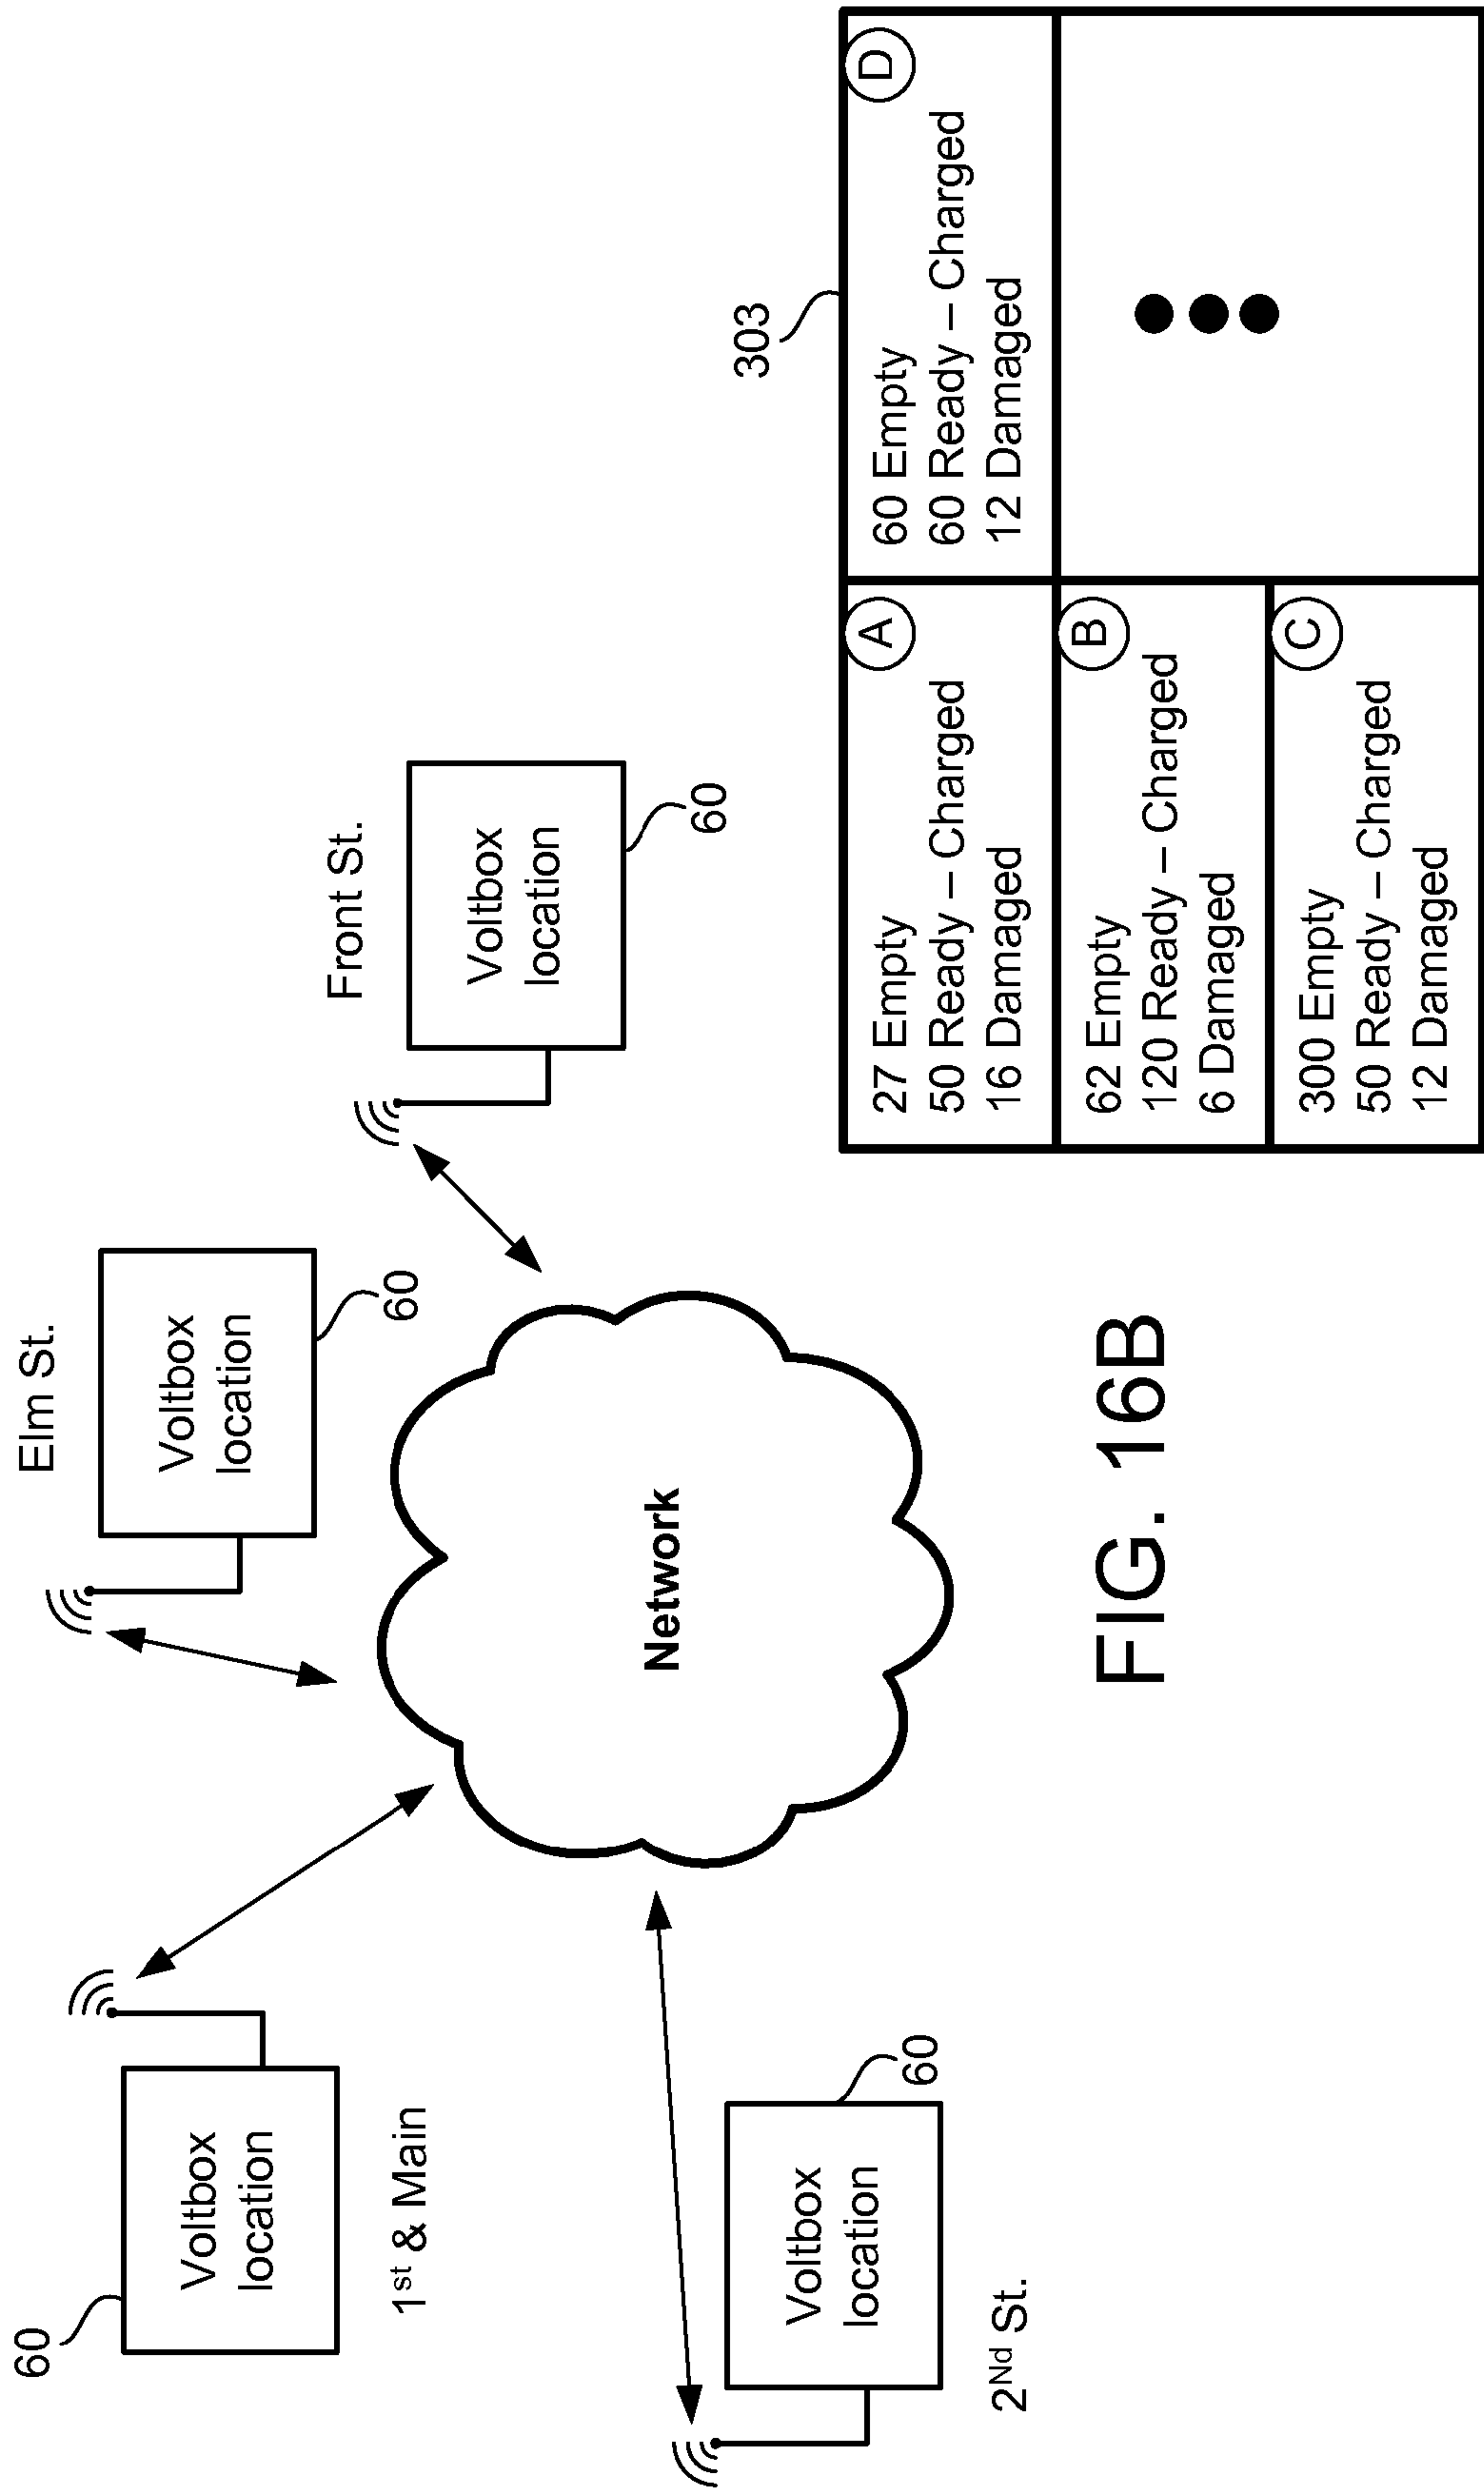 60
Voltbox
location
1st & Main
Elm St.
Voltbox
location
60
Front St.
Voltbox
location
60
Network
Voltbox
location
60
2Nd St.
303
27 Empty
50 Ready – Charged
16 Damaged
A
60 Empty
60 Ready – Charged
12 Damaged
D
62 Empty
120 Ready – Charged
6 Damaged
B
300 Empty
50 Ready – Charged
12 Damaged
C
FIG. 16B